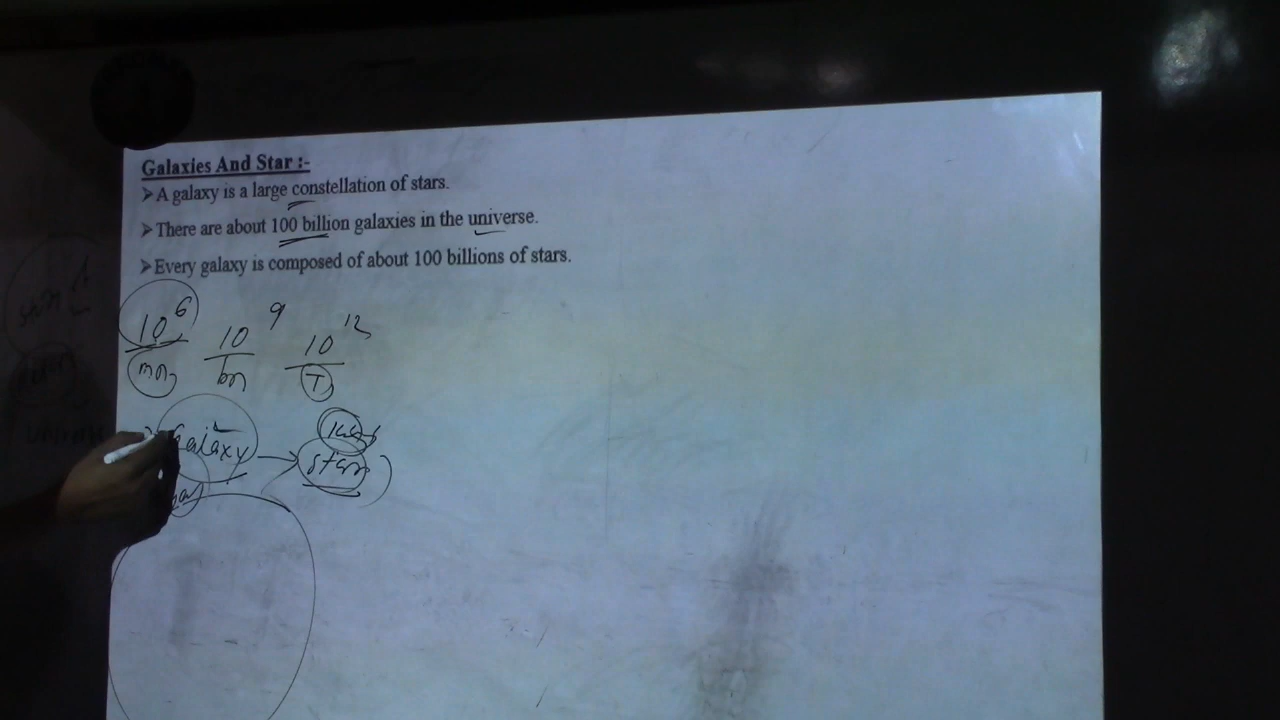 Galaxies And Star :-
➤A galaxy is a large constellation of stars.
➤There are about 100 billion galaxies in the universe.
➤Every galaxy is composed of about 100 billions of stars.
10⁶ 10⁹ 10¹²
mn bn T
Galaxy → star